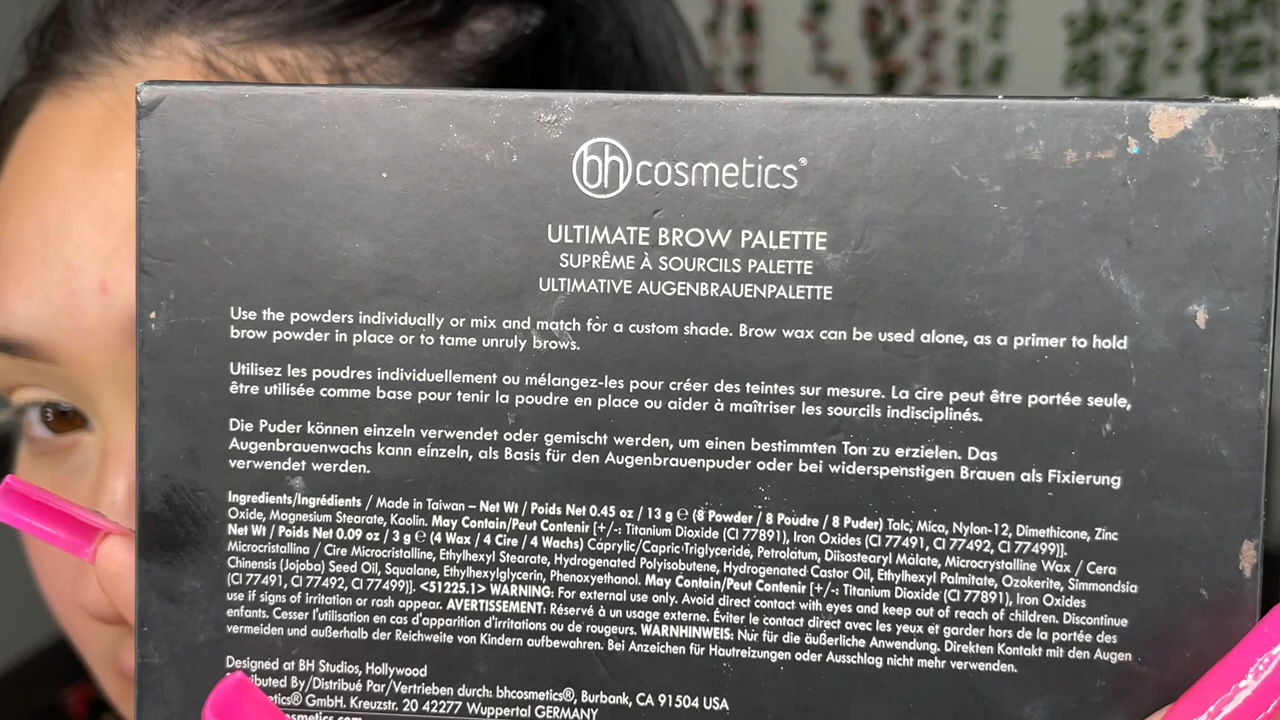 bhcosmetics®
ULTIMATE BROW PALETTE
SUPRÊME À SOURCILS PALETTE
ULTIMATIVE AUGENBRAUENPALETTE
Use the powders individually or mix and match for a custom shade. Brow wax can be used alone, as a primer to hold
brow powder in place or to tame unruly brows.
Utilisez les poudres individuellement ou mélangez-les pour créer des teintes sur mesure. La cire peut être portée seule,
être utilisée comme base pour tenir la poudre en place ou aider à maîtriser les sourcils indisciplinés.
Die Puder können einzeln verwendet oder gemischt werden, um einen bestimmten Ton zu erzielen. Das
Augenbrauenwachs kann einzeln, als Basis für den Augenbrauenpuder oder bei widerspenstigen Brauen als Fixierung
verwendet werden.
Ingredients/Ingrédients / Made in Taiwan – Net Wt / Poids Net 0.45 oz / 13 g ℮ (8 Powder / 8 Poudre / 8 Puder) Talc, Mica, Nylon-12, Dimethicone, Zinc
Oxide, Magnesium Stearate, Kaolin. May Contain/Peut Contenir [+/-: Titanium Dioxide (CI 77891), Iron Oxides (CI 77491, CI 77492, CI 77499)].
Net Wt / Poids Net 0.09 oz / 3 g ℮ (4 Wax / 4 Cire / 4 Wachs) Caprylic/Capric Triglyceride, Petrolatum, Diisostearyl Malate, Microcrystalline Wax / Cera
Microcristallina / Cire Microcristalline, Ethylhexyl Stearate, Hydrogenated Polyisobutene, Hydrogenated Castor Oil, Ethylhexyl Palmitate, Ozokerite, Simmondsia
Chinensis (Jojoba) Seed Oil, Squalane, Ethylhexylglycerin, Phenoxyethanol. May Contain/Peut Contenir [+/-: Titanium Dioxide (CI 77891), Iron Oxides
(CI 77491, CI 77492, CI 77499)]. <51225.1> WARNING: For external use only. Avoid direct contact with eyes and keep out of reach of children. Discontinue
use if signs of irritation or rash appear. AVERTISSEMENT: Réservé à un usage externe. Éviter le contact direct avec les yeux et garder hors de la portée des
enfants. Cesser l'utilisation en cas d'apparition d'irritations ou de rougeurs. WARNHINWEIS: Nur für die äußerliche Anwendung. Direkten Kontakt mit den Augen
vermeiden und außerhalb der Reichweite von Kindern aufbewahren. Bei Anzeichen für Hautreizungen oder Ausschlag nicht mehr verwenden.
Designed at BH Studios, Hollywood
By/Distribué Par/Vertrieben durch: bhcosmetics®, Burbank, CA 91504 USA
GmbH. Kreuzstr. 20 42277 Wuppertal GERMANY